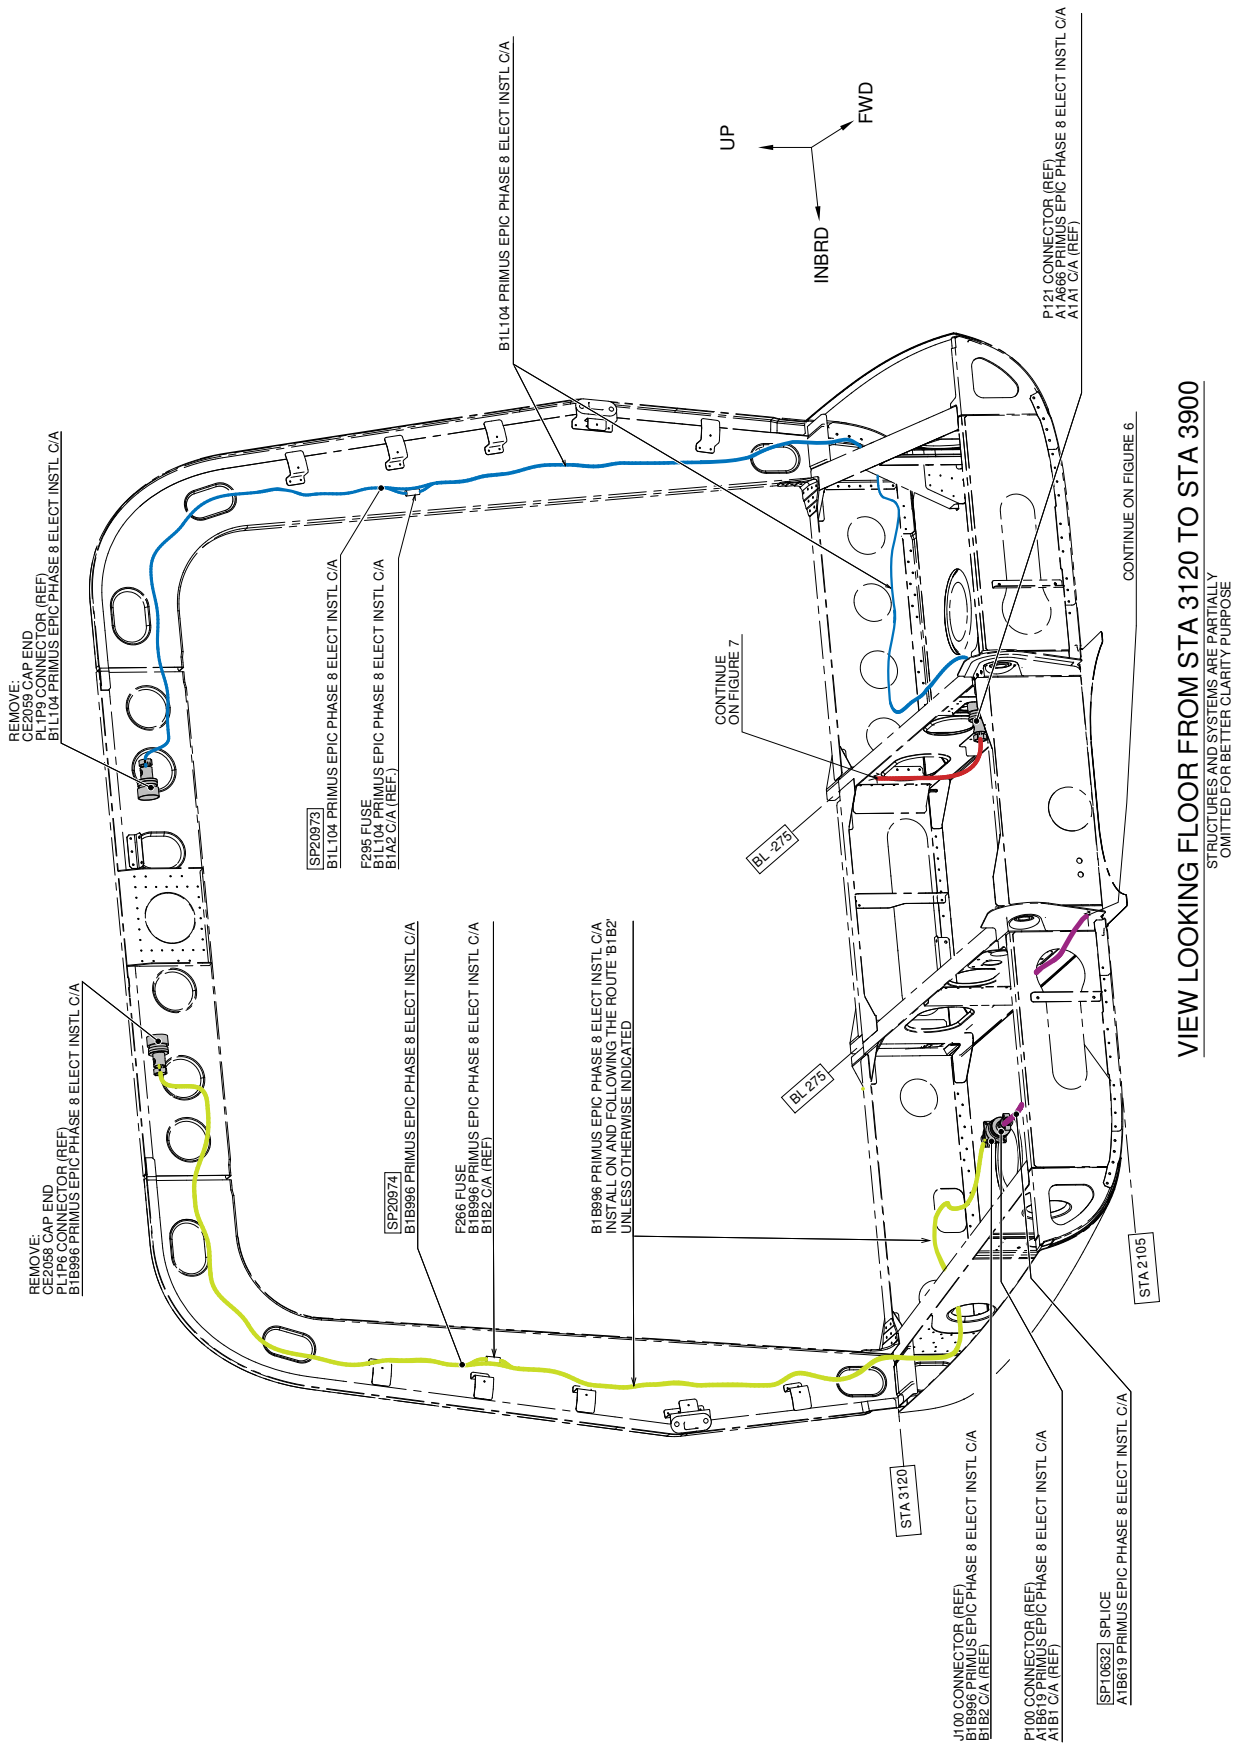 REMOVE:
CE2058 CAP END
PL1P6 CONNECTOR (REF)
B1B996 PRIMUS EPIC PHASE 8 ELECT INSTL C/A
REMOVE:
CE2059 CAP END
PL1P9 CONNECTOR (REF)
B1L104 PRIMUS EPIC PHASE 8 ELECT INSTL C/A
SP20973
B1L104 PRIMUS EPIC PHASE 8 ELECT INSTL C/A
F295 FUSE
B1L104 PRIMUS EPIC PHASE 8 ELECT INSTL C/A
B1A2 C/A (REF.)
SP20974
B1B996 PRIMUS EPIC PHASE 8 ELECT INSTL C/A
F266 FUSE
B1B996 PRIMUS EPIC PHASE 8 ELECT INSTL C/A
B1B2 C/A (REF)
B1L104 PRIMUS EPIC PHASE 8 ELECT INSTL C/A
B1B996 PRIMUS EPIC PHASE 8 ELECT INSTL C/A
INSTALL ON AND FOLLOWING THE ROUTE 'B1B2'
UNLESS OTHERWISE INDICATED
UP
INBRD
FWD
CONTINUE
ON FIGURE 7
BL -275
BL 275
STA 3120
STA 2105
J100 CONNECTOR (REF)
B1B996 PRIMUS EPIC PHASE 8 ELECT INSTL C/A
B1B2 C/A (REF)
P100 CONNECTOR (REF)
A1B619 PRIMUS EPIC PHASE 8 ELECT INSTL C/A
A1B1 C/A (REF)
SP10632 SPLICE
A1B619 PRIMUS EPIC PHASE 8 ELECT INSTL C/A
P121 CONNECTOR (REF)
A1A666 PRIMUS EPIC PHASE 8 ELECT INSTL C/A
A1A1 C/A (REF)
CONTINUE ON FIGURE 6
VIEW LOOKING FLOOR FROM STA 3120 TO STA 3900
STRUCTURES AND SYSTEMS ARE PARTIALLY
OMITTED FOR BETTER CLARITY PURPOSE